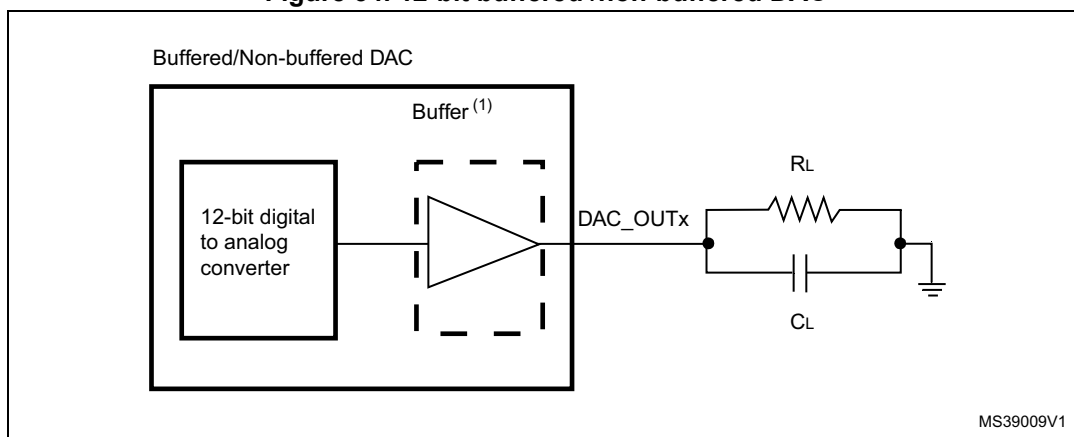 Buffered/Non-buffered DAC
Buffer (1)
12-bit digital
to analog
converter
DAC_OUTx
RL
CL
MS39009V1